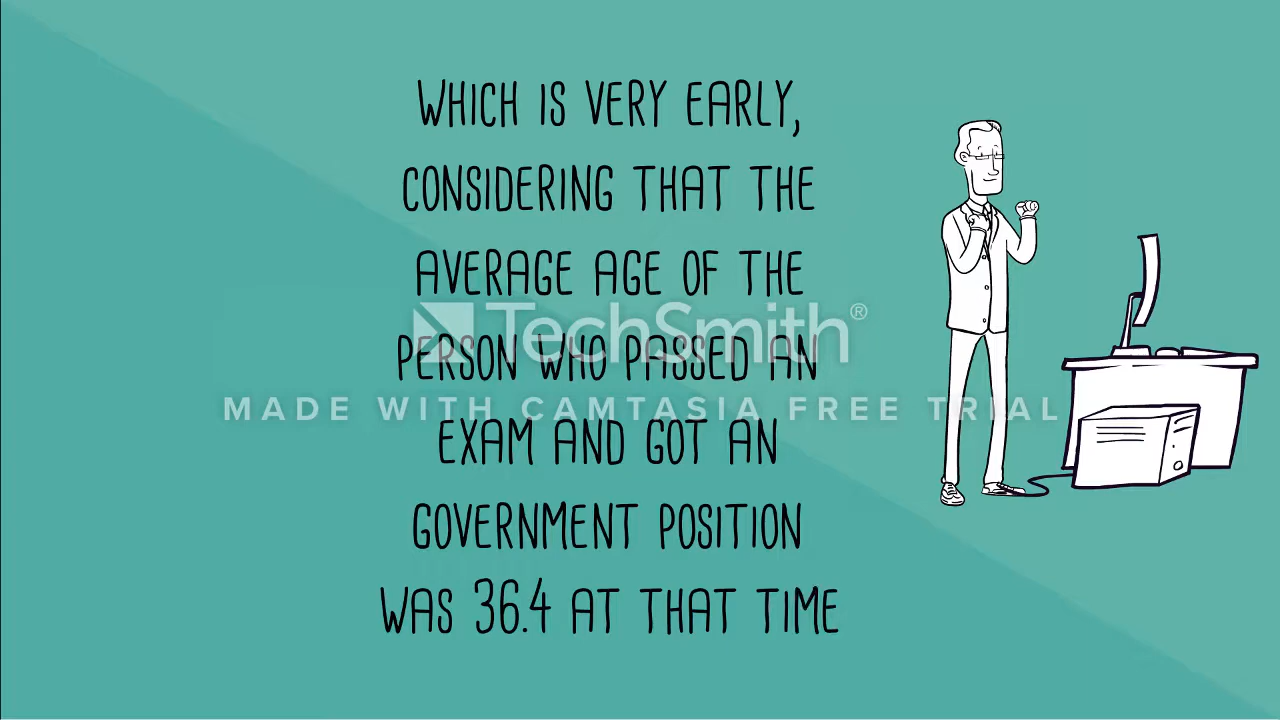 WHICH IS VERY EARLY,
CONSIDERING THAT THE
AVERAGE AGE OF THE
TechSmith®
PERSON WHO PASSED AN
MADE WITH CAMTASIA FREE TRIAL
EXAM AND GOT AN
GOVERNMENT POSITION
WAS 36.4 AT THAT TIME